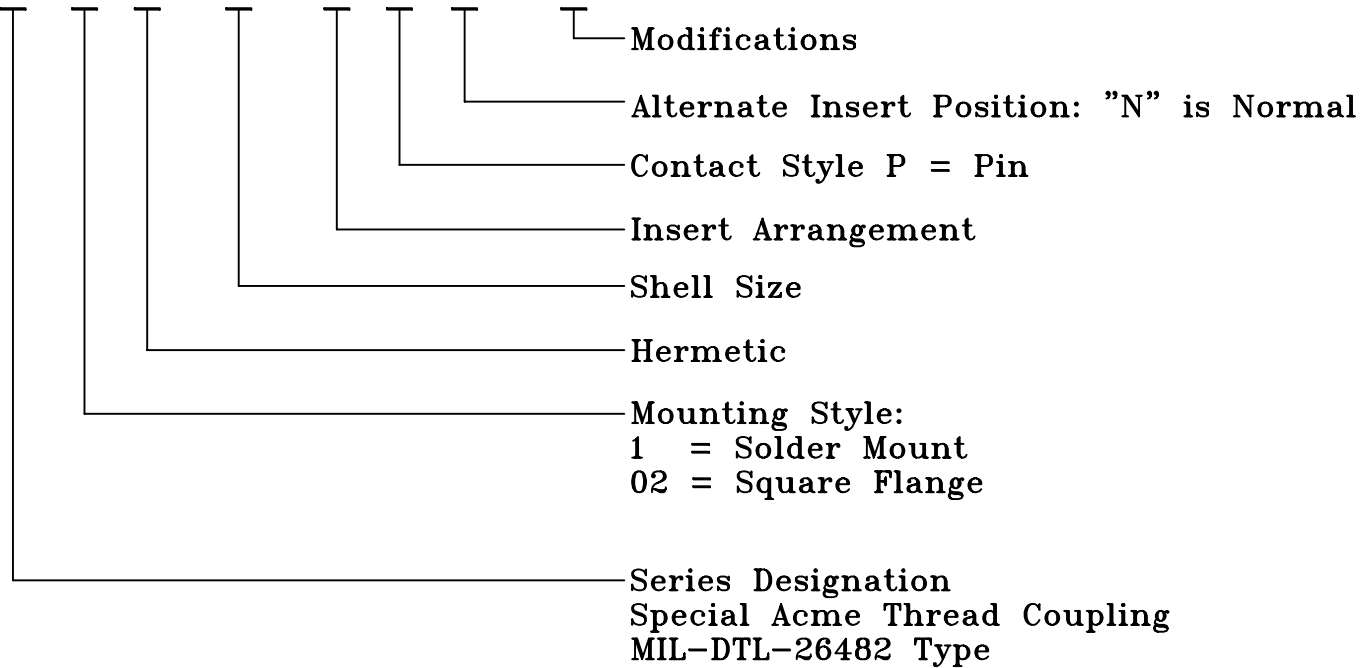 Modifications
Alternate Insert Position: "N" is Normal
Contact Style P = Pin
Insert Arrangement
Shell Size
Hermetic
Mounting Style:
1 = Solder Mount
02 = Square Flange
Series Designation
Special Acme Thread Coupling
MIL-DTL-26482 Type